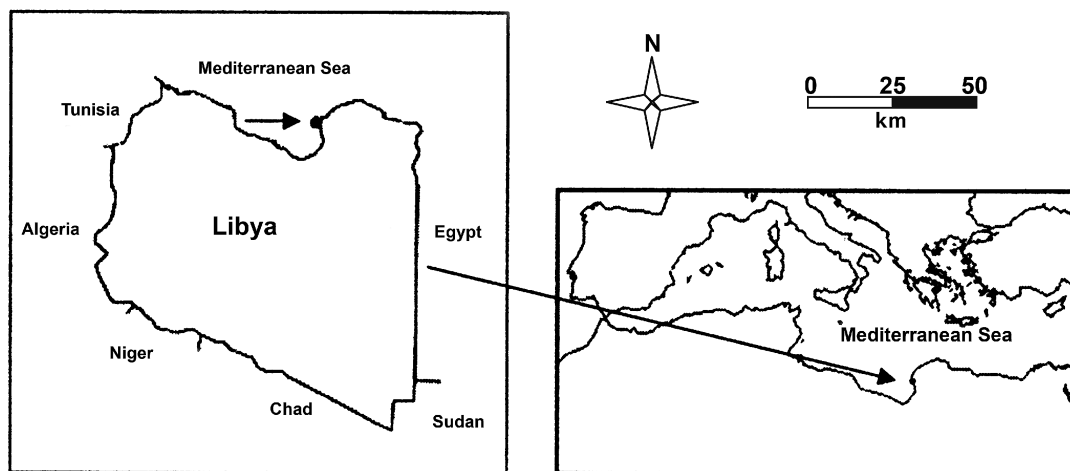 Mediterranean Sea
Tunisia
Algeria
Libya
Egypt
Niger
Chad
Sudan
N
0 25 50
km
Mediterranean Sea